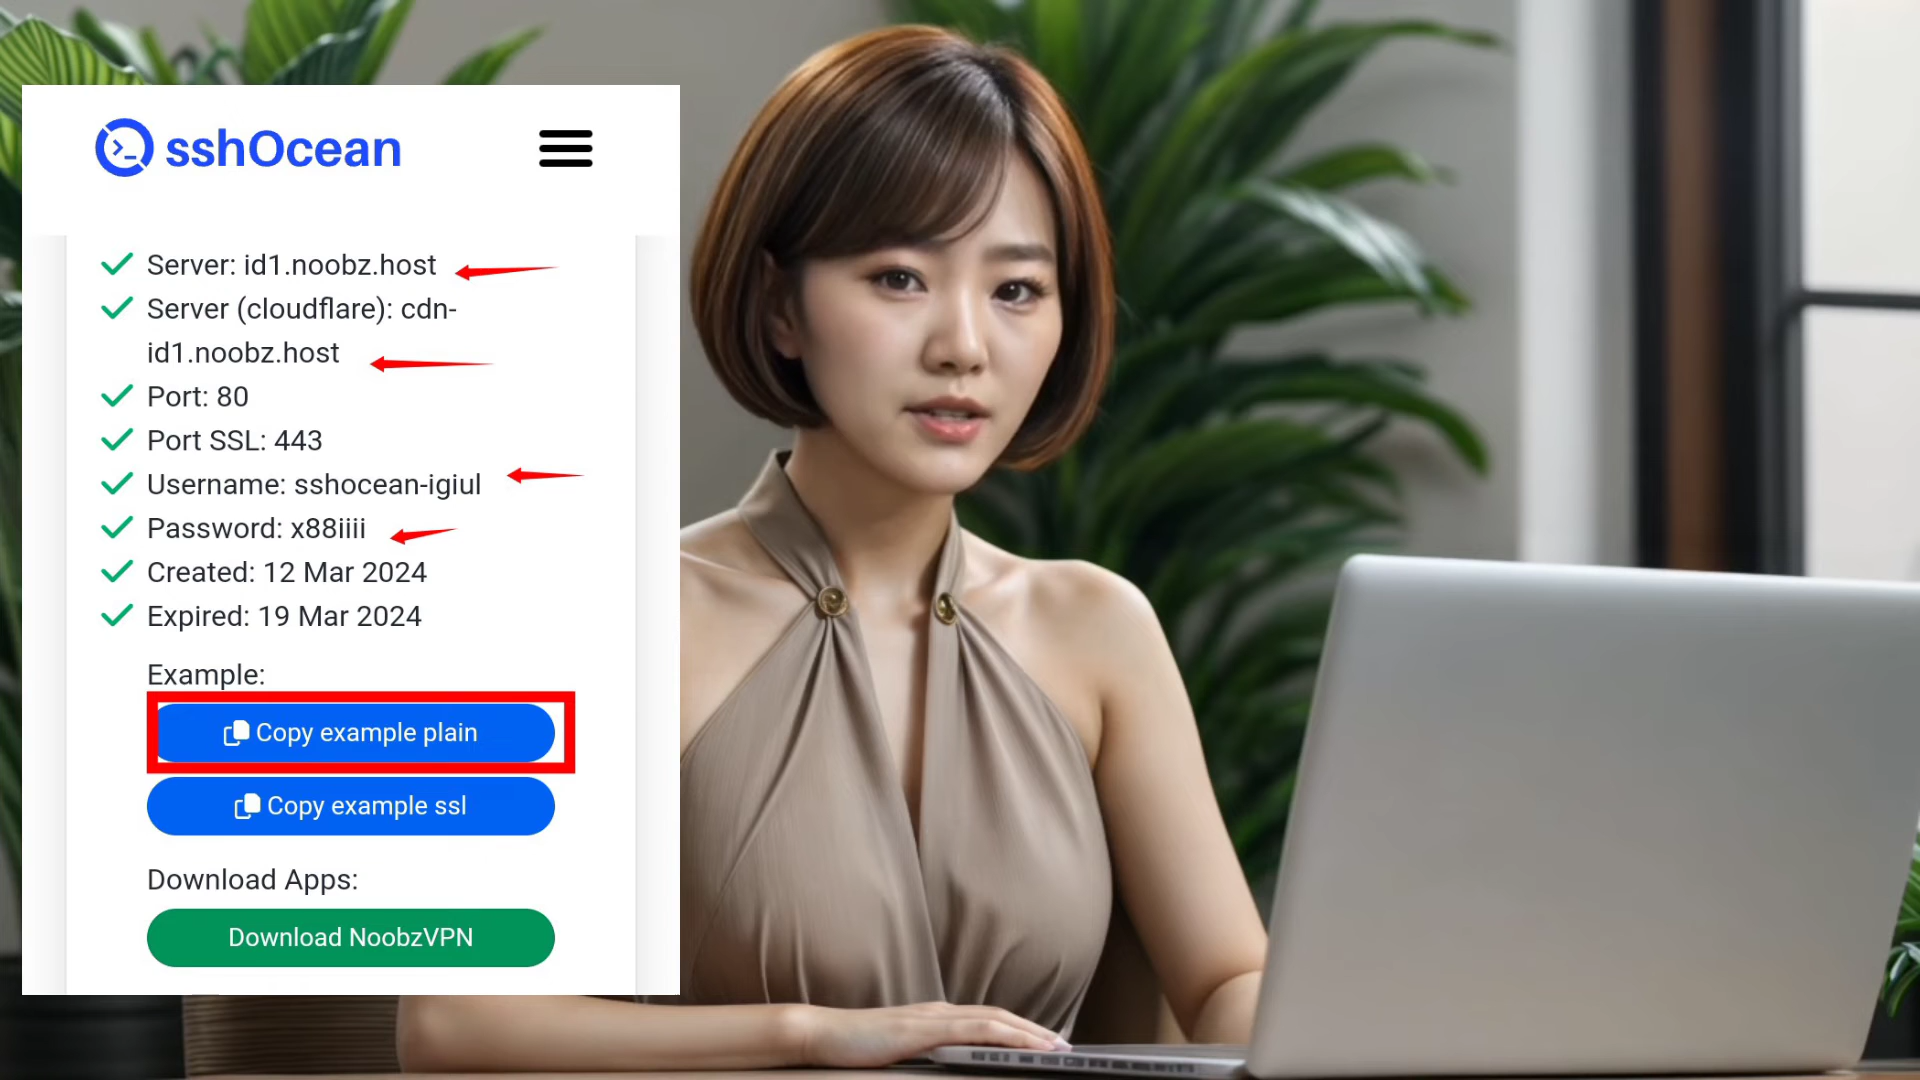 sshOcean
Server: id1.noobz.host
Server (cloudflare): cdn-
id1.noobz.host
Port: 80
Port SSL: 443
Username: sshocean-igiul
Password: x88iiii
Created: 12 Mar 2024
Expired: 19 Mar 2024
Example:
Copy example plain
Copy example ssl
Download Apps:
Download NoobzVPN